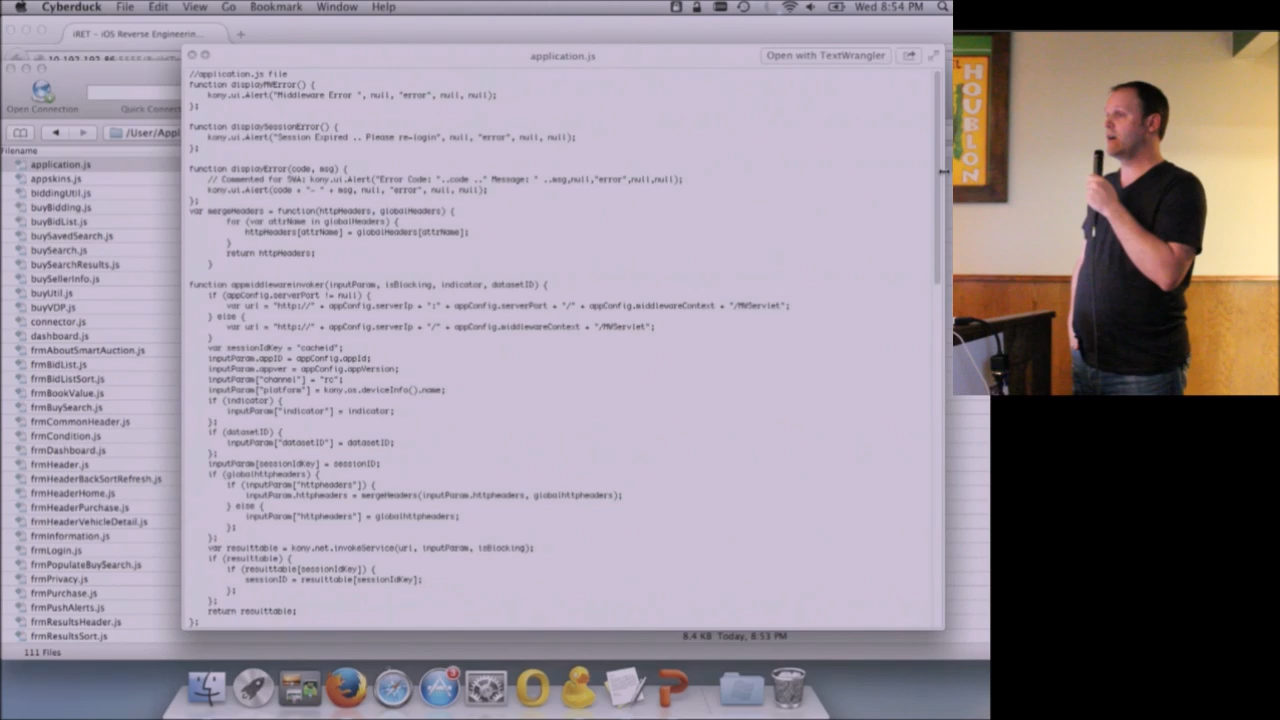 Cyberduck File Edit View Go Bookmark Window Help Wed 8:54 PM
iRET - iOS Reverse Engineerin...
Open Connection Quick Connect
/User/Appl
Filename
application.js
appskins.js
biddingUtil.js
buyBidding.js
buyBidList.js
buySavedSearch.js
buySearch.js
buySearchResults.js
buySellerInfo.js
buyUtil.js
buyVDP.js
connector.js
dashboard.js
frmAboutSmartAuction.js
frmBidList.js
frmBidListSort.js
frmBookValue.js
frmBuySearch.js
frmCommonHeader.js
frmCondition.js
frmDashboard.js
frmHeader.js
frmHeaderBackSortRefresh.js
frmHeaderHome.js
frmHeaderPurchase.js
frmHeaderVehicleDetail.js
frmInformation.js
frmLogin.js
frmPopulateBuySearch.js
frmPrivacy.js
frmPurchase.js
frmPushAlerts.js
frmResultsHeader.js
frmResultsSort.js
111 Files
application.js
Open with TextWrangler
//application.js file
function displayMWError() {
kony.ui.Alert("Middleware Error ", null, "error", null, null);
};
function displaySessionError() {
kony.ui.Alert("Session Expired .. Please re-login", null, "error", null, null);
};
function displayError(code, msg) {
// Commented for SWA: kony.ui.Alert("Error Code: "..code .." Message: " ..msg,null,"error",null,null);
kony.ui.Alert(code + "- " + msg, null, "error", null, null);
};
var mergeHeaders = function(httpHeaders, globalHeaders) {
for (var attrName in globalHeaders) {
httpHeaders[attrName] = globalHeaders[attrName];
}
return httpHeaders;
}
function appmiddlewareinvoker(inputParam, isBlocking, indicator, datasetID) {
if (appConfig.serverPort != null) {
var url = "http://" + appConfig.serverIp + ":" + appConfig.serverPort + "/" + appConfig.middlewareContext + "/MWServlet";
} else {
var url = "http://" + appConfig.serverIp + "/" + appConfig.middlewareContext + "/MWServlet";
}
var sessionIdKey = "cacheid";
inputParam.appID = appConfig.appId;
inputParam.appver = appConfig.appVersion;
inputParam["channel"] = "rc";
inputParam["platform"] = kony.os.deviceInfo().name;
if (indicator) {
inputParam["indicator"] = indicator;
};
if (datasetID) {
inputParam["datasetID"] = datasetID;
};
inputParam[sessionIdKey] = sessionID;
if (globalhttpheaders) {
if (inputParam["httpheaders"]) {
inputParam.httpheaders = mergeHeaders(inputParam.httpheaders, globalhttpheaders);
} else {
inputParam["httpheaders"] = globalhttpheaders;
};
};
var resulttable = kony.net.invokeService(url, inputParam, isBlocking);
if (resulttable) {
if (resulttable[sessionIdKey]) {
sessionID = resulttable[sessionIdKey];
};
};
return resulttable;
};
8.4 KB Today, 8:53 PM
HOUBLON